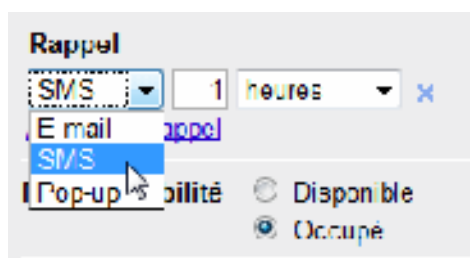 Rappel
SMS 1 heures x
E-mail appel
SMS
Pop-up bilité Disponible
Occupé